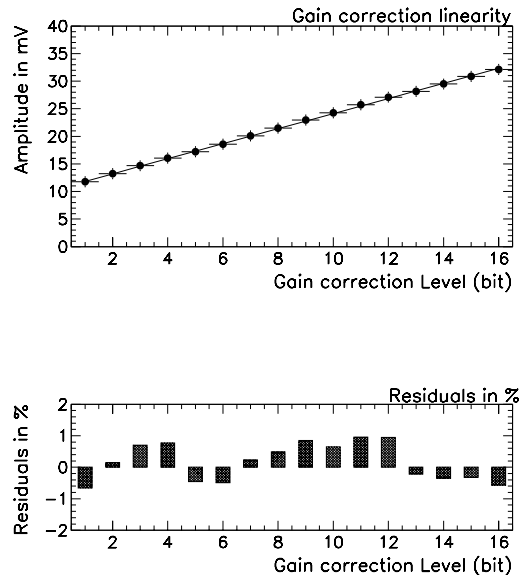 Gain correction linearity
Amplitude in mV
40
35
30
25
20
15
10
5
0
2 4 6 8 10 12 14 16
Gain correction Level (bit)
Residuals in %
Residuals in %
2
1
0
−1
−2
2 4 6 8 10 12 14 16
Gain correction Level (bit)